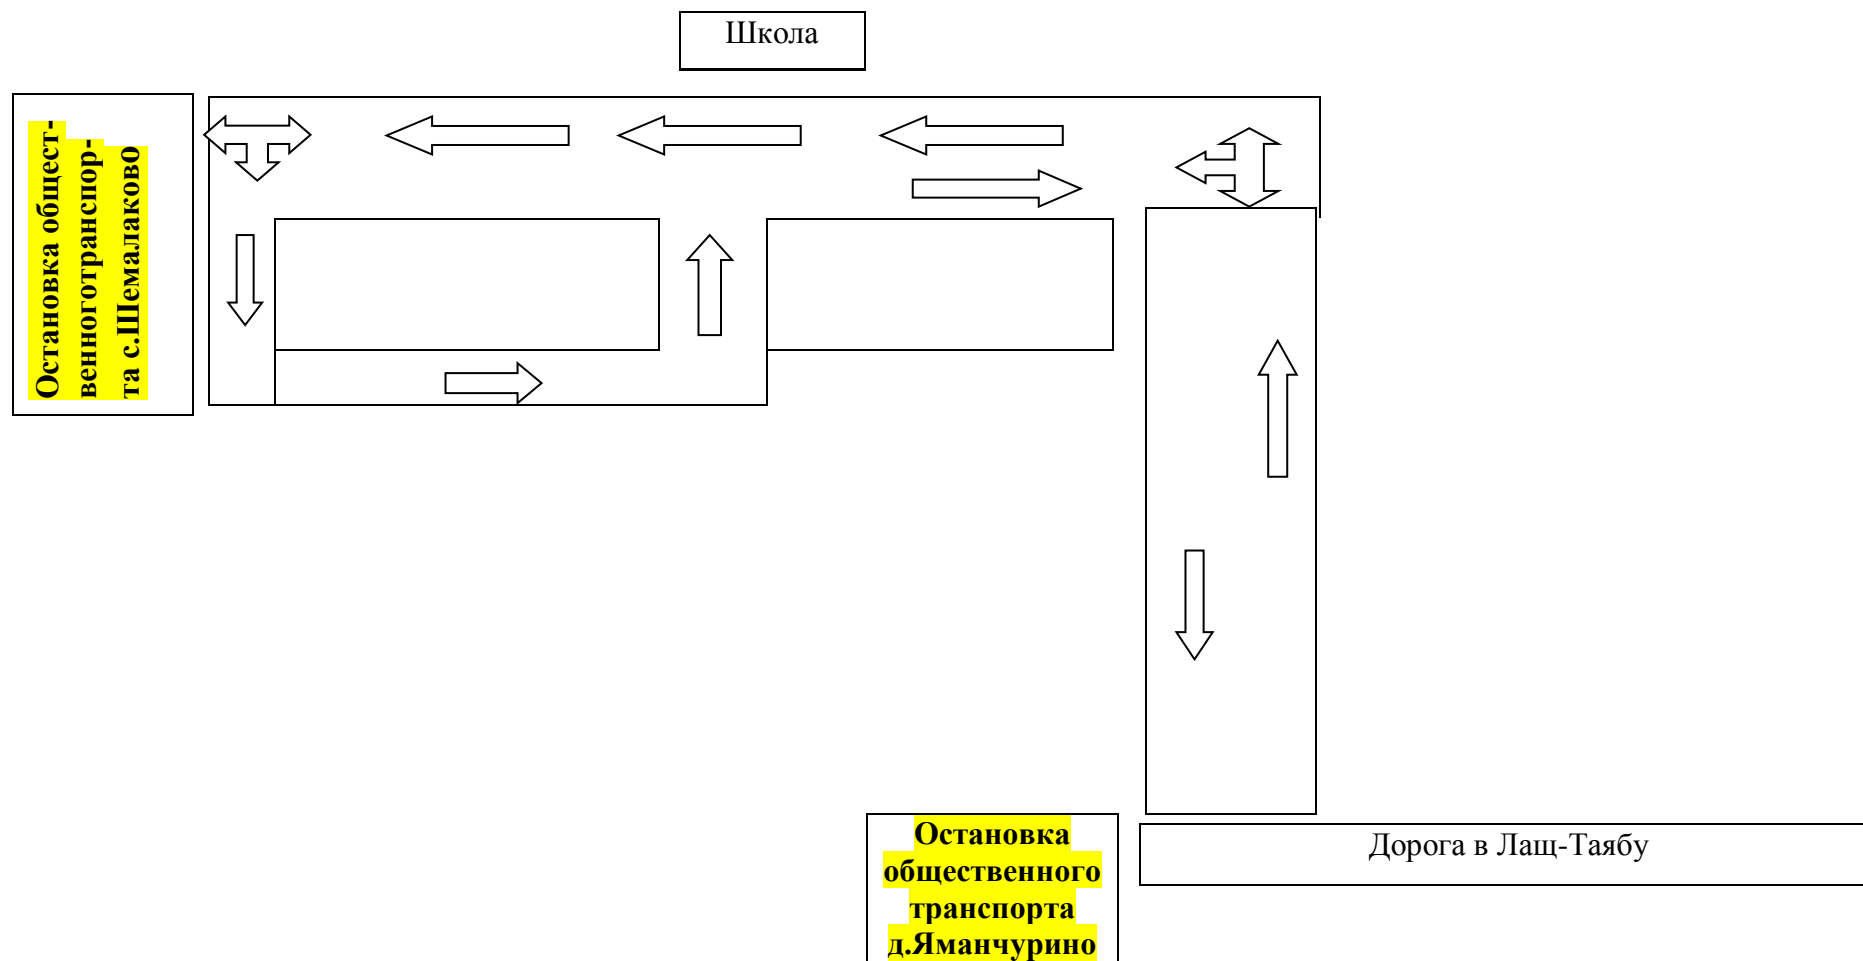 Школа
Остановка общест-
венноготранспор-
та с.Шемалаково
Остановка
общественного
транспорта
д.Яманчурино
Дорога в Лащ-Таябу